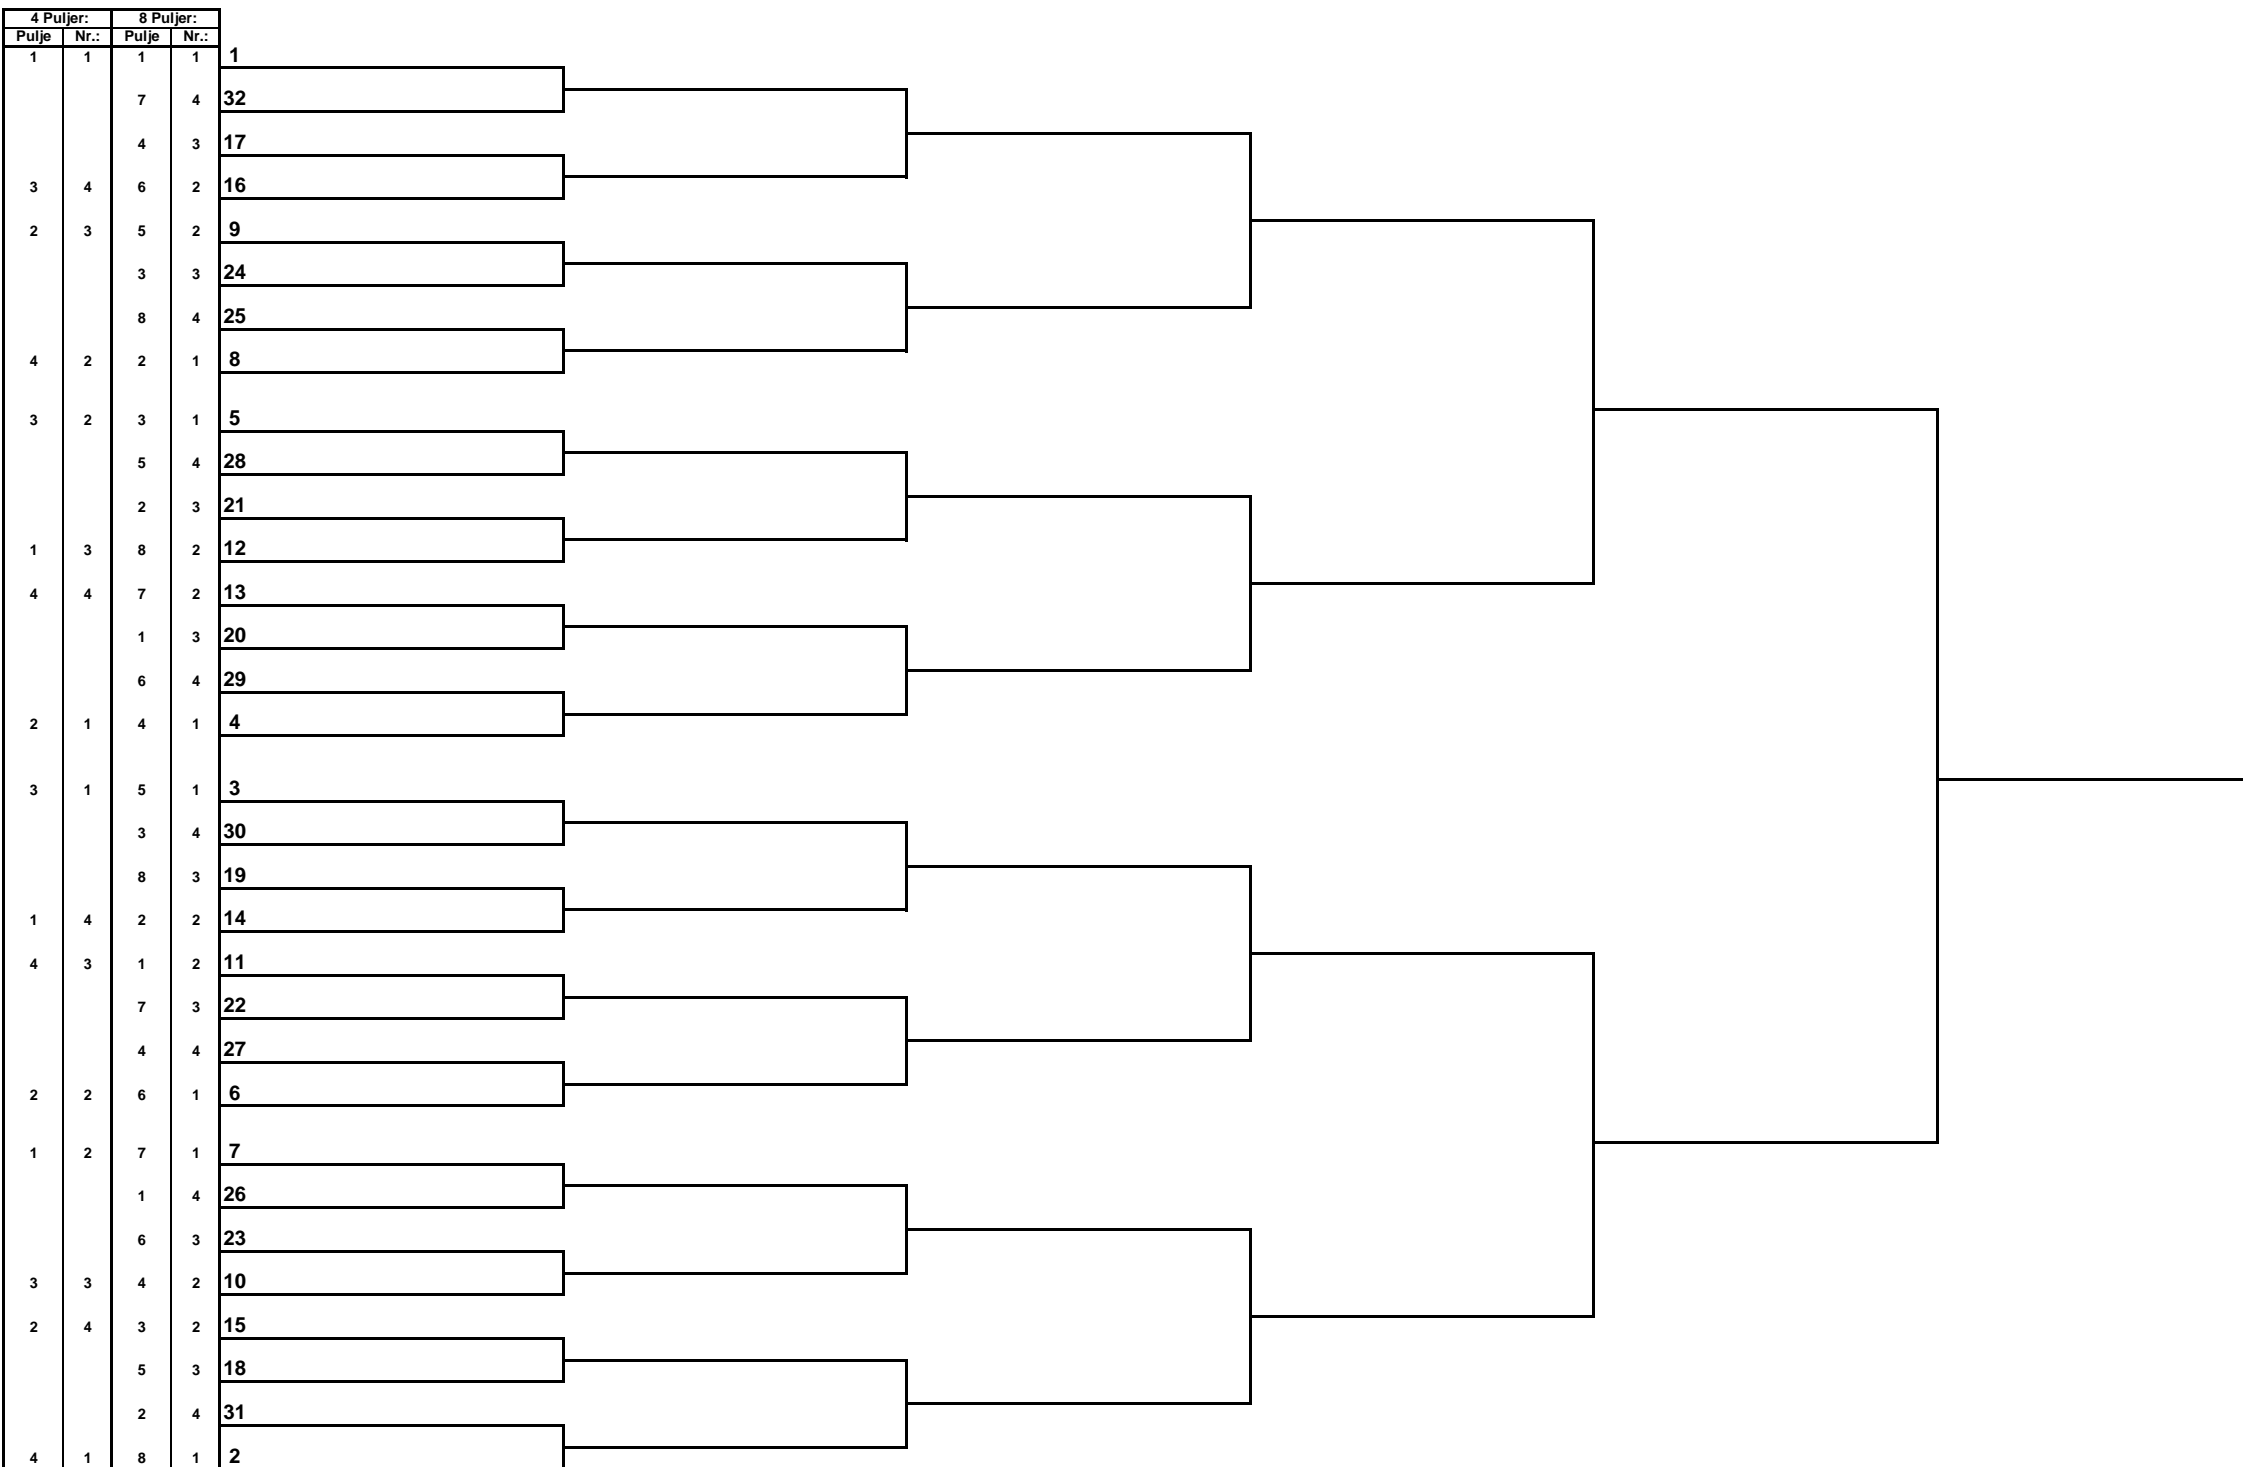 4 Puljer: 8 Puljer:
Pulje Nr.: Pulje Nr.:
1 1 1 1 1
7 4 32
4 3 17
3 4 6 2 16
2 3 5 2 9
3 3 24
8 4 25
4 2 2 1 8
3 2 3 1 5
5 4 28
2 3 21
1 3 8 2 12
4 4 7 2 13
1 3 20
6 4 29
2 1 4 1 4
3 1 5 1 3
3 4 30
8 3 19
1 4 2 2 14
4 3 1 2 11
7 3 22
4 4 27
2 2 6 1 6
1 2 7 1 7
1 4 26
6 3 23
3 3 4 2 10
2 4 3 2 15
5 3 18
2 4 31
4 1 8 1 2